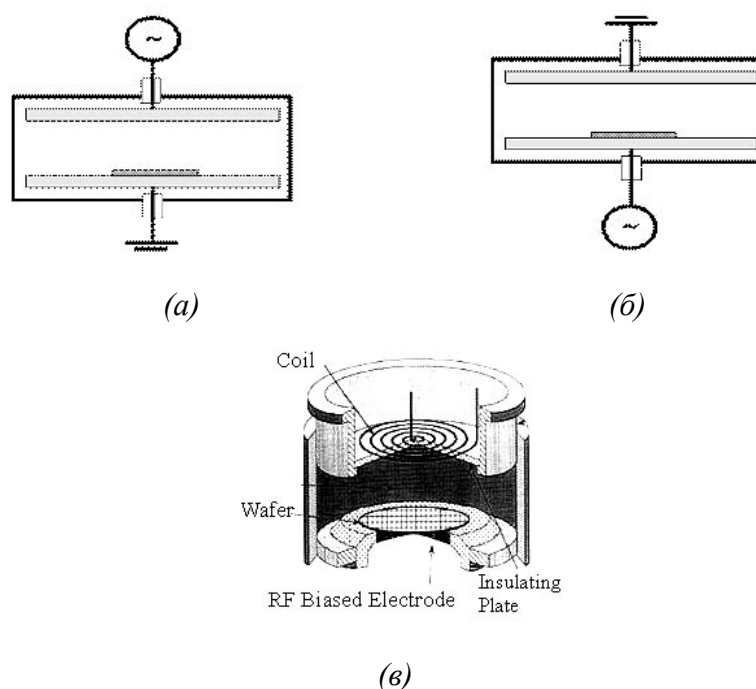 ~
~
(а)
(б)
Coil
Wafer
Insulating
Plate
RF Biased Electrode
(в)